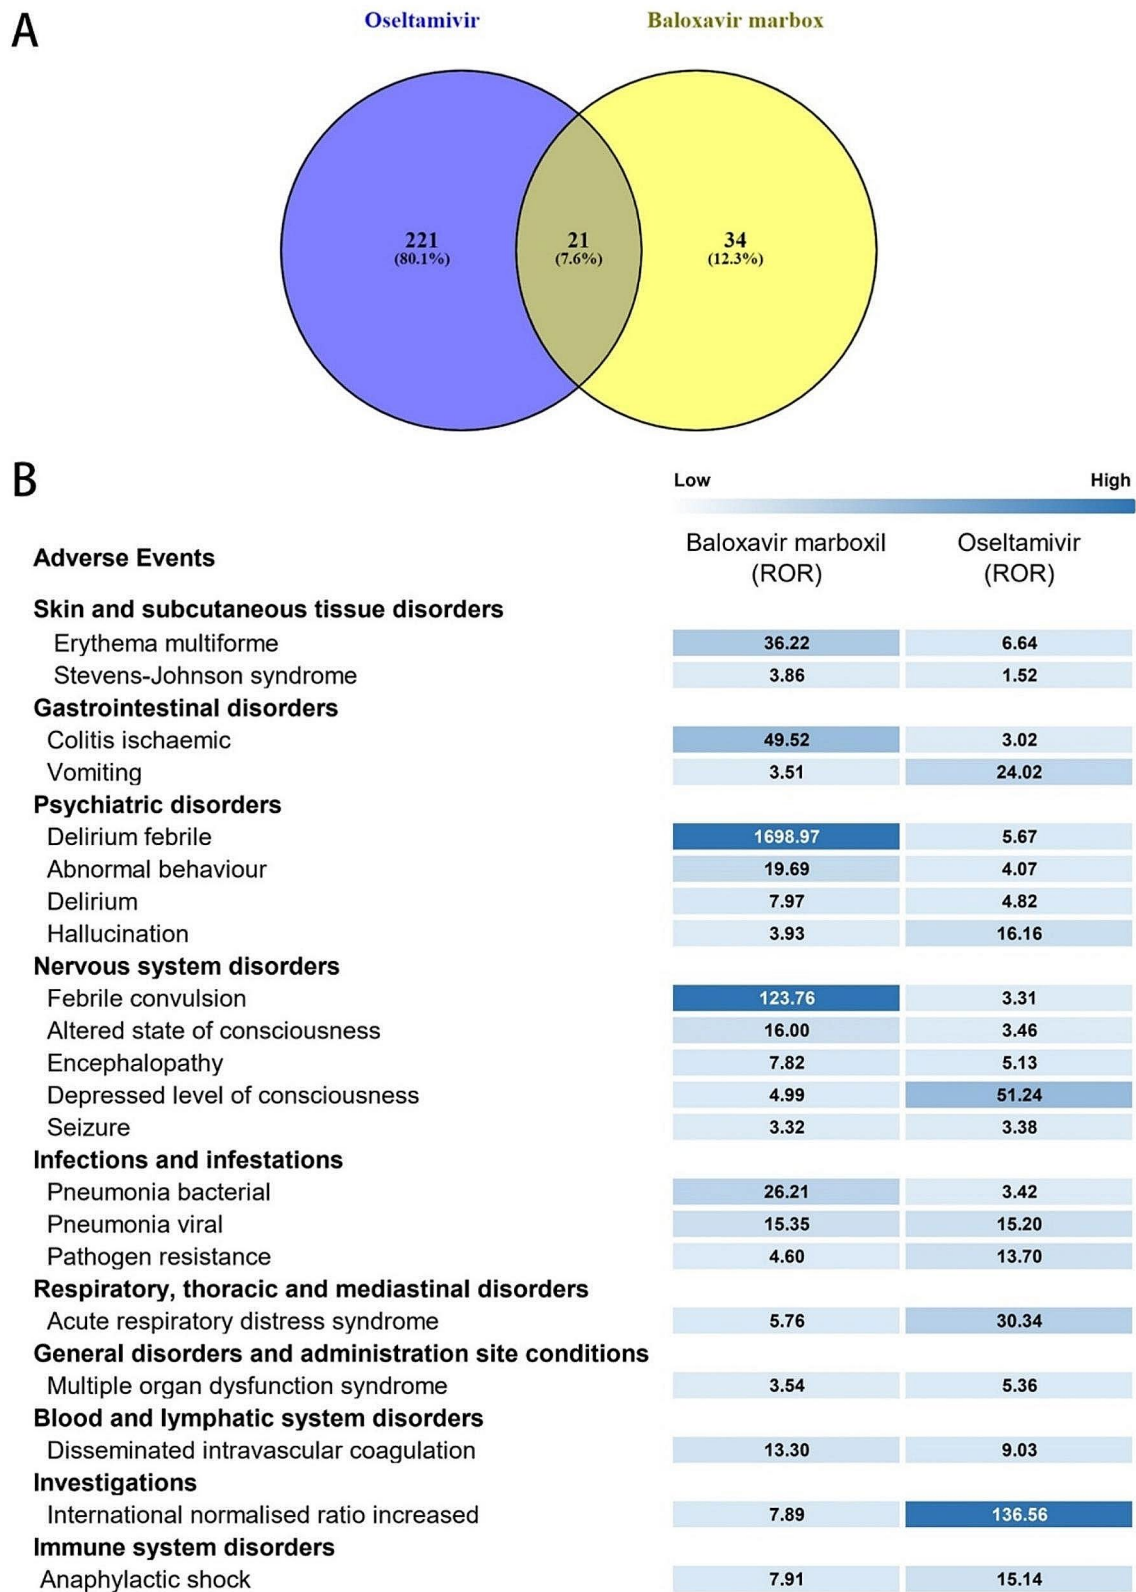 A
Oseltamivir Baloxavir marbox
221 21 34
(80.1%) (7.6%) (12.3%)
B
Low High
Baloxavir marboxil Oseltamivir
Adverse Events
(ROR) (ROR)
Skin and subcutaneous tissue disorders
Erythema multiforme 36.22 6.64
Stevens-Johnson syndrome 3.86 1.52
Gastrointestinal disorders
Colitis ischaemic 49.52 3.02
Vomiting 3.51 24.02
Psychiatric disorders
Delirium febrile 1698.97 5.67
Abnormal behaviour 19.69 4.07
Delirium 7.97 4.82
Hallucination 3.93 16.16
Nervous system disorders
Febrile convulsion 123.76 3.31
Altered state of consciousness 16.00 3.46
Encephalopathy 7.82 5.13
Depressed level of consciousness 4.99 51.24
Seizure 3.32 3.38
Infections and infestations
Pneumonia bacterial 26.21 3.42
Pneumonia viral 15.35 15.20
Pathogen resistance 4.60 13.70
Respiratory, thoracic and mediastinal disorders
Acute respiratory distress syndrome 5.76 30.34
General disorders and administration site conditions
Multiple organ dysfunction syndrome 3.54 5.36
Blood and lymphatic system disorders
Disseminated intravascular coagulation 13.30 9.03
Investigations
International normalised ratio increased 7.89 136.56
Immune system disorders
Anaphylactic shock 7.91 15.14